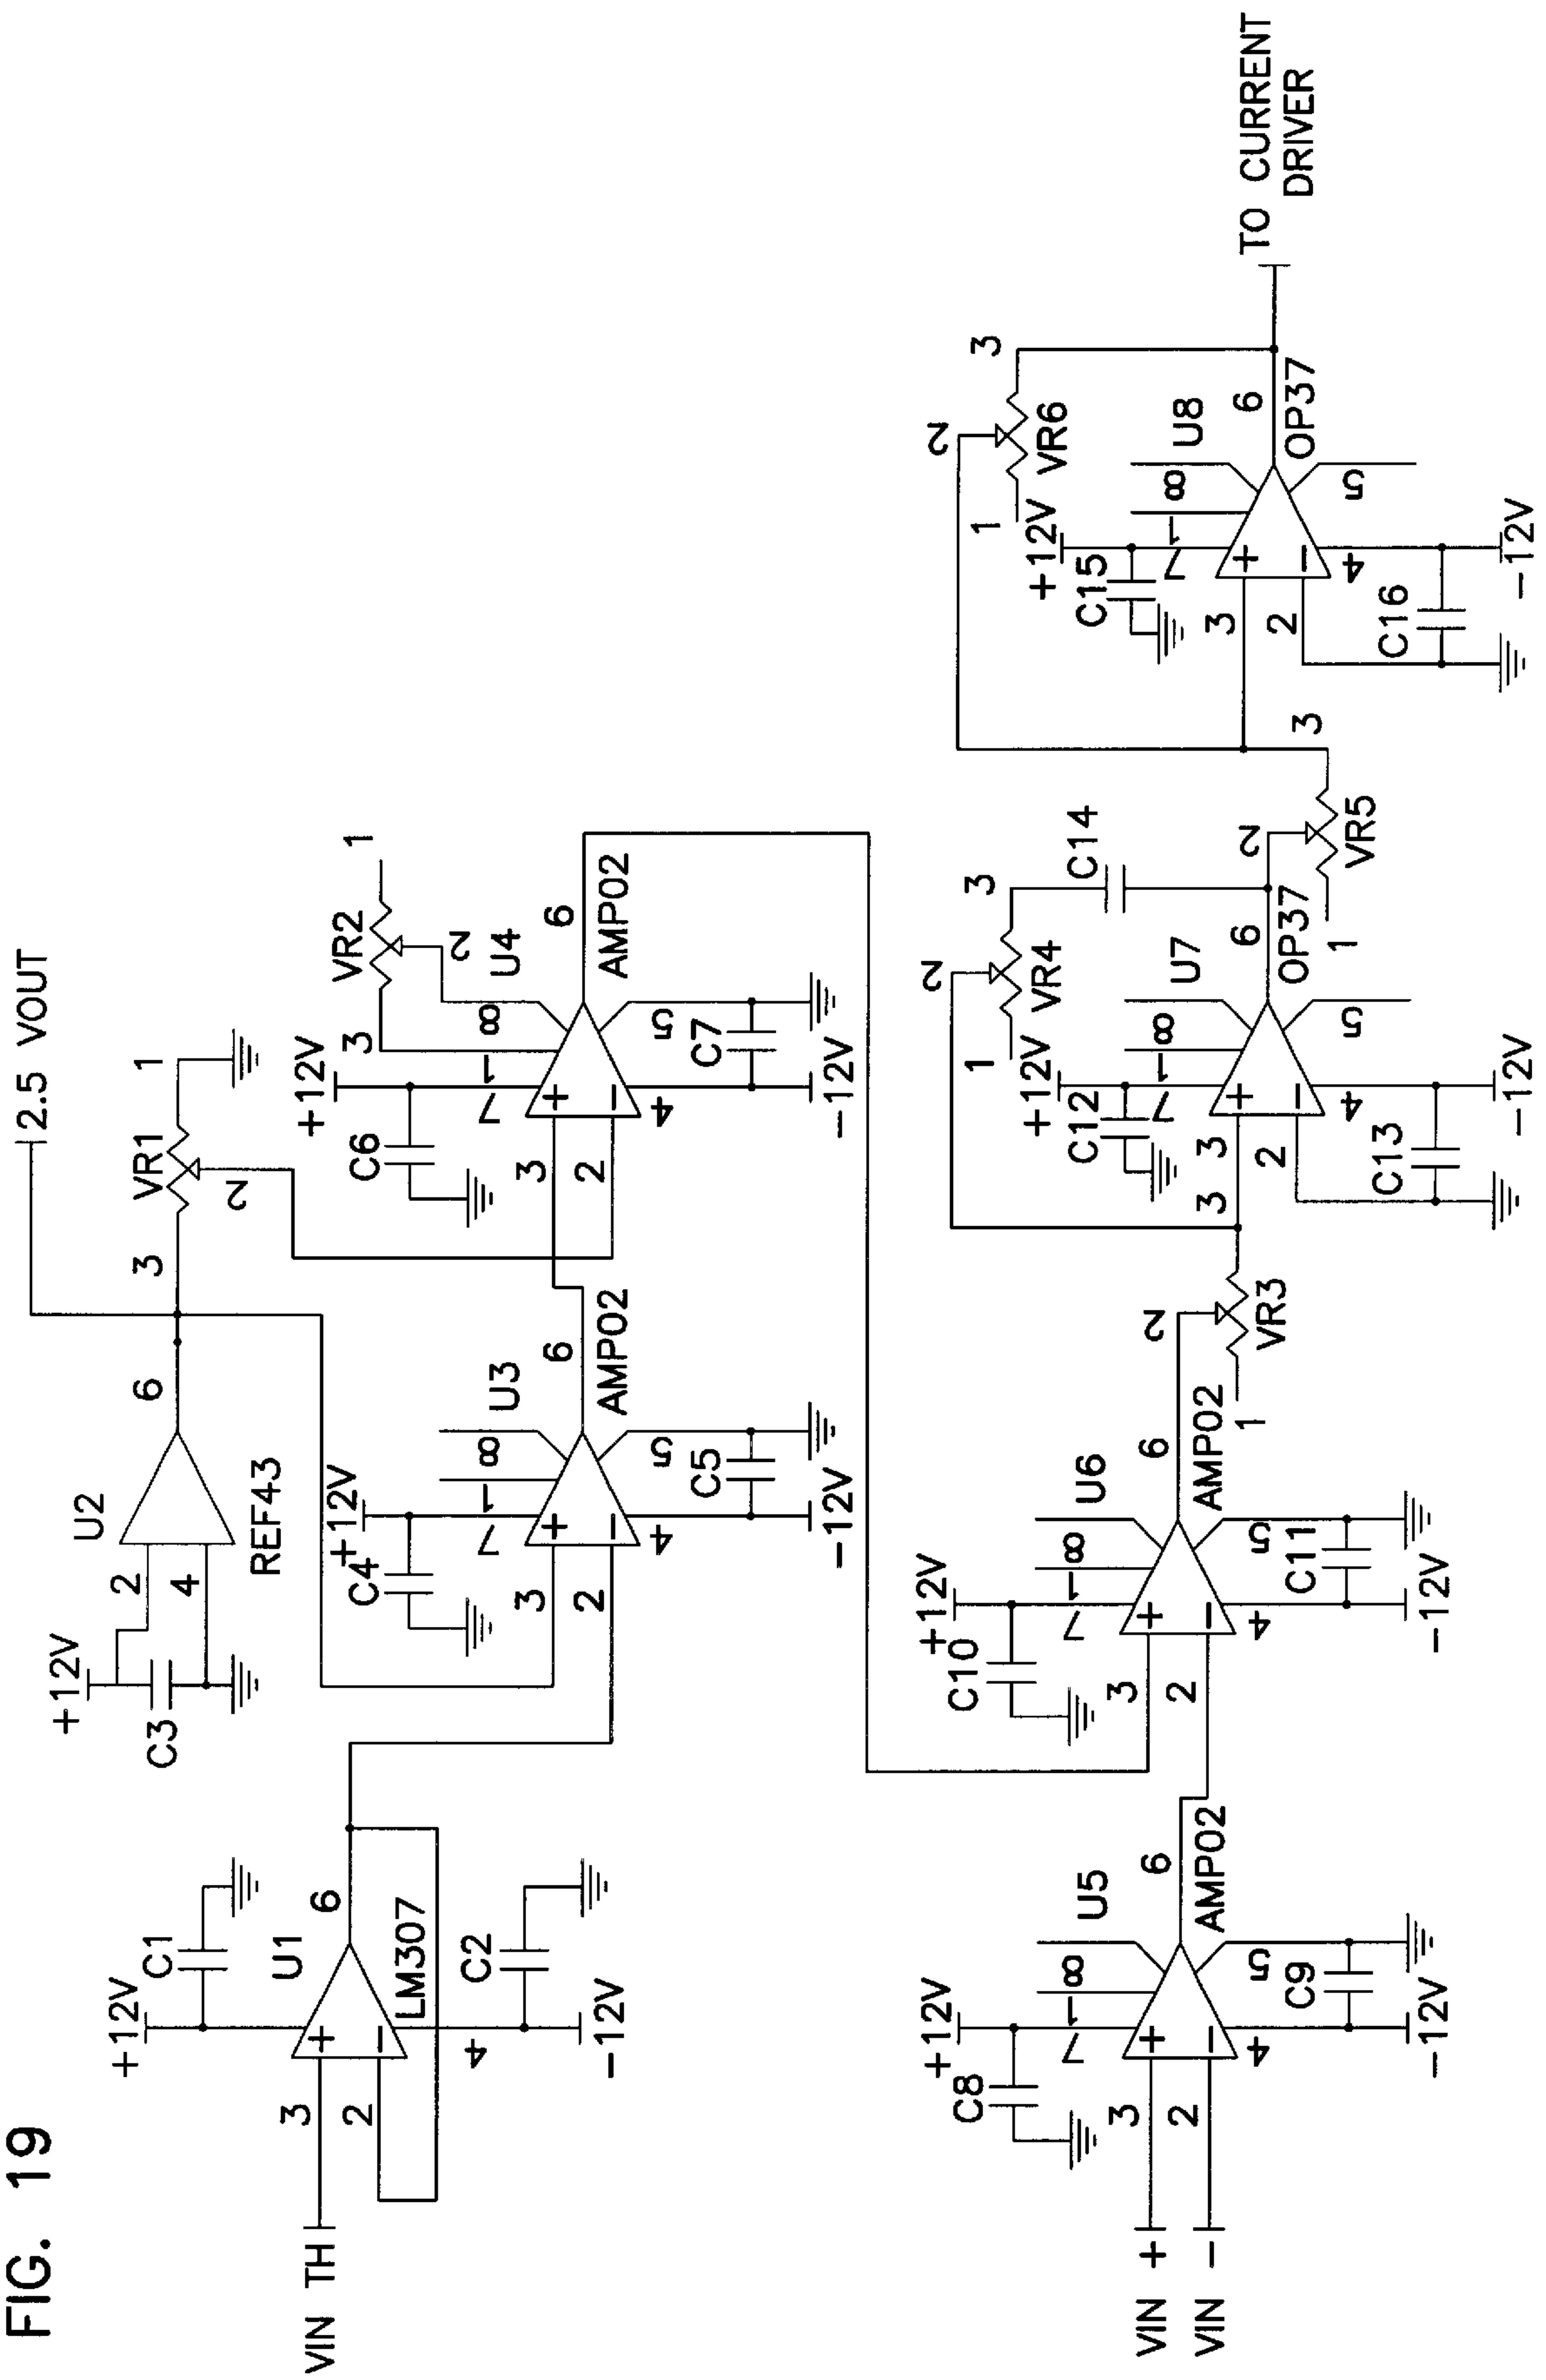 FIG. 19
2.5 VOUT
+12V
U2
2
4
C3
REF43
6
3
VR1
1
2
+12V
C1
U1
3
2
6
LM307
4
C2
-12V
VIN TH
+12V
C4
7
1
8
U3
3
2
6
AMP02
4
5
C5
-12V
+12V
C6
7
1
8
3
VR2
1
2
U4
3
2
6
AMP02
4
5
C7
-12V
VIN +
VIN -
+12V
C8
7
1
8
U5
3
2
6
AMP02
4
5
C9
-12V
+12V
C10
7
1
8
U6
3
2
6
AMP02
4
5
C11
-12V
2
1
VR3
3
+12V
C12
7
1
8
U7
3
2
6
OP37
4
5
C13
-12V
2
1
VR4
3
C14
2
1
VR5
3
+12V
C15
7
1
8
U8
3
2
6
OP37
4
5
C16
-12V
2
1
VR6
3
TO CURRENT
DRIVER